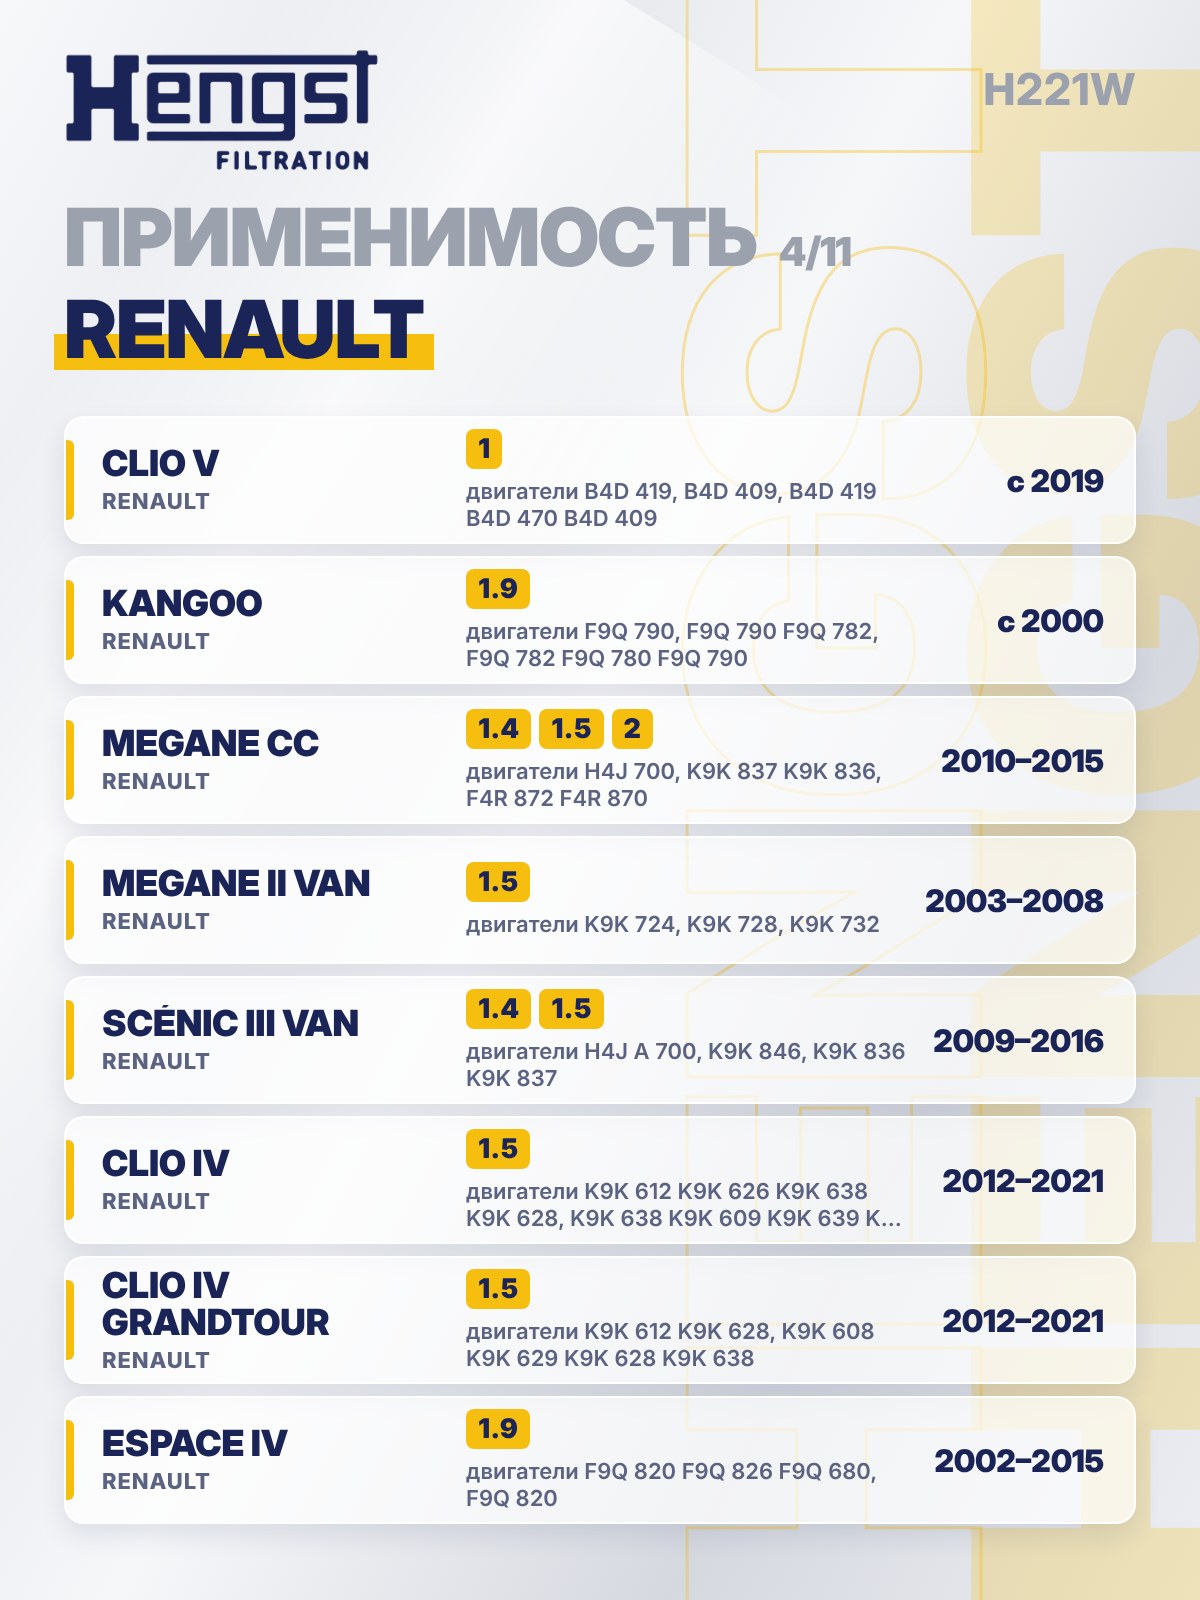 Hengst
FILTRATION
H221W
ПРИМЕНИМОСТЬ 4/11
RENAULT
CLIO V
RENAULT
1
двигатели B4D 419, B4D 409, B4D 419
B4D 470 B4D 409
с 2019
KANGOO
RENAULT
1.9
двигатели F9Q 790, F9Q 790 F9Q 782,
F9Q 782 F9Q 780 F9Q 790
с 2000
MEGANE CC
RENAULT
1.4 1.5 2
двигатели H4J 700, K9K 837 K9K 836,
F4R 872 F4R 870
2010–2015
MEGANE II VAN
RENAULT
1.5
двигатели K9K 724, K9K 728, K9K 732
2003–2008
SCÉNIC III VAN
RENAULT
1.4 1.5
двигатели H4J A 700, K9K 846, K9K 836
K9K 837
2009–2016
CLIO IV
RENAULT
1.5
двигатели K9K 612 K9K 626 K9K 638
K9K 628, K9K 638 K9K 609 K9K 639 K...
2012–2021
CLIO IV
GRANDTOUR
RENAULT
1.5
двигатели K9K 612 K9K 628, K9K 608
K9K 629 K9K 628 K9K 638
2012–2021
ESPACE IV
RENAULT
1.9
двигатели F9Q 820 F9Q 826 F9Q 680,
F9Q 820
2002–2015
HENGST
HENGST